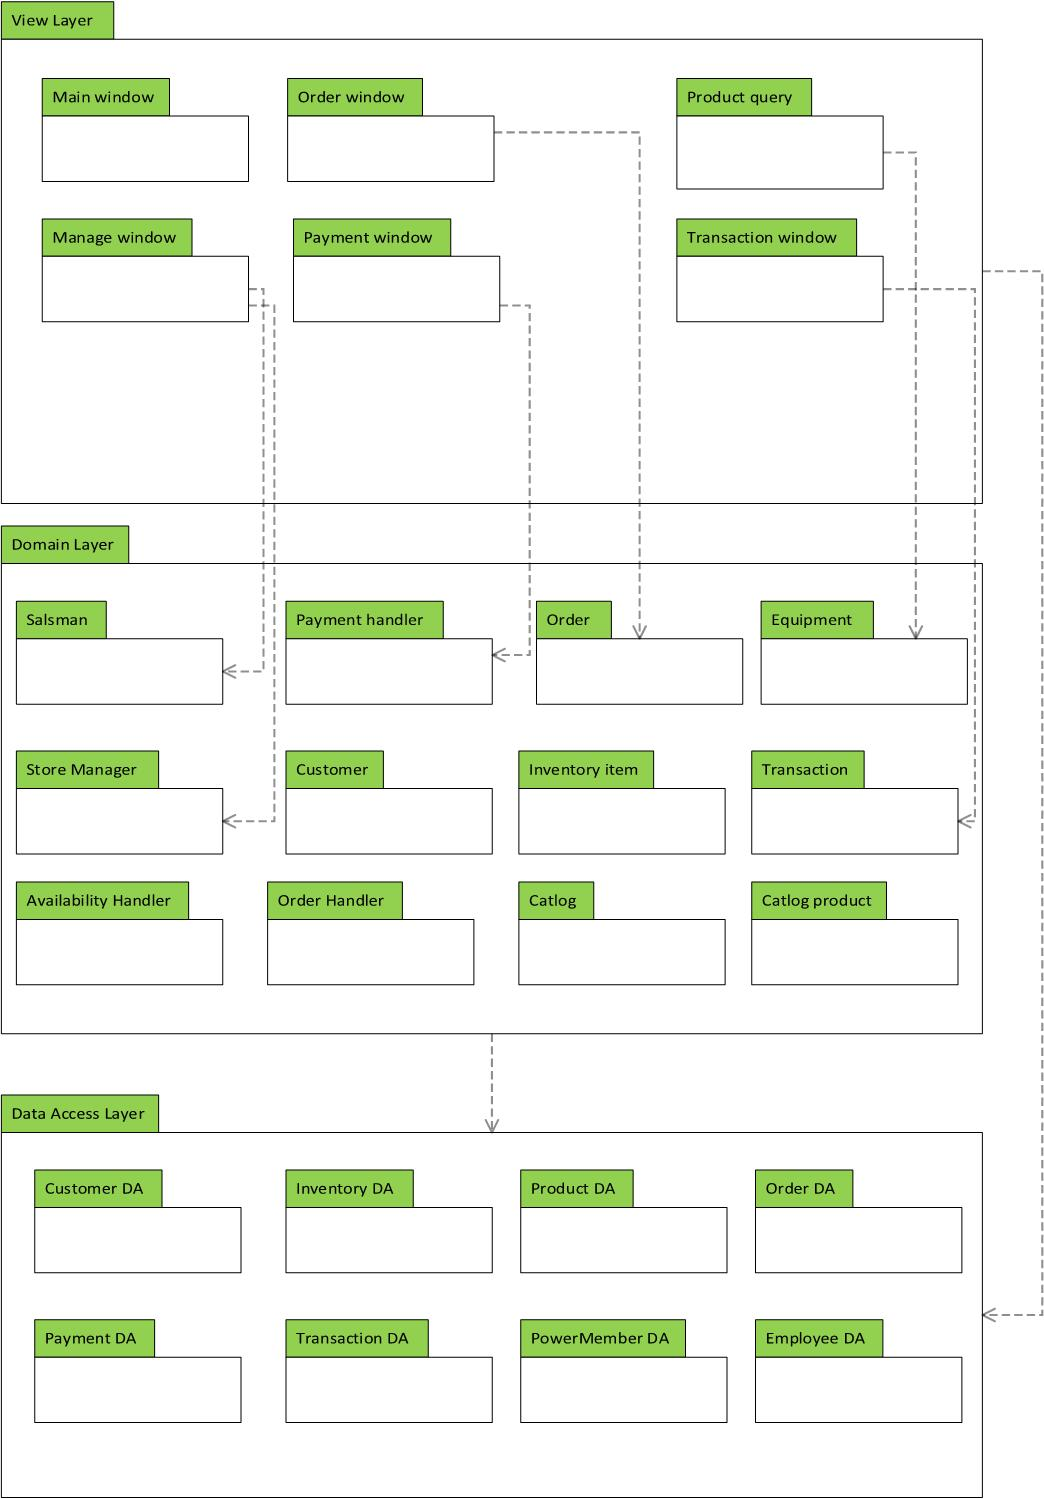 View Layer
Main window
Order window
Product query
Manage window
Payment window
Transaction window
Domain Layer
Salsman
Payment handler
Order
Equipment
Store Manager
Customer
Inventory item
Transaction
Availability Handler
Order Handler
Catlog
Catlog product
Data Access Layer
Customer DA
Inventory DA
Product DA
Order DA
Payment DA
Transaction DA
PowerMember DA
Employee DA